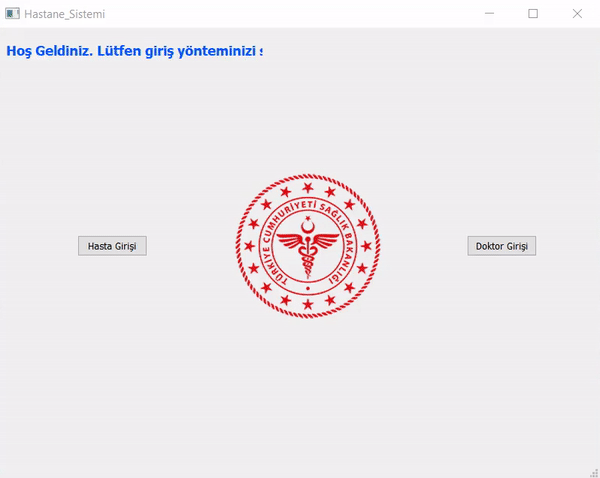 Hastane_Sistemi
Hoş Geldiniz. Lütfen giriş yönteminizi
TÜRKİYE CUMHURİYETİ SAĞLIK BAKANLIĞI
Hasta Girişi
Doktor Girişi